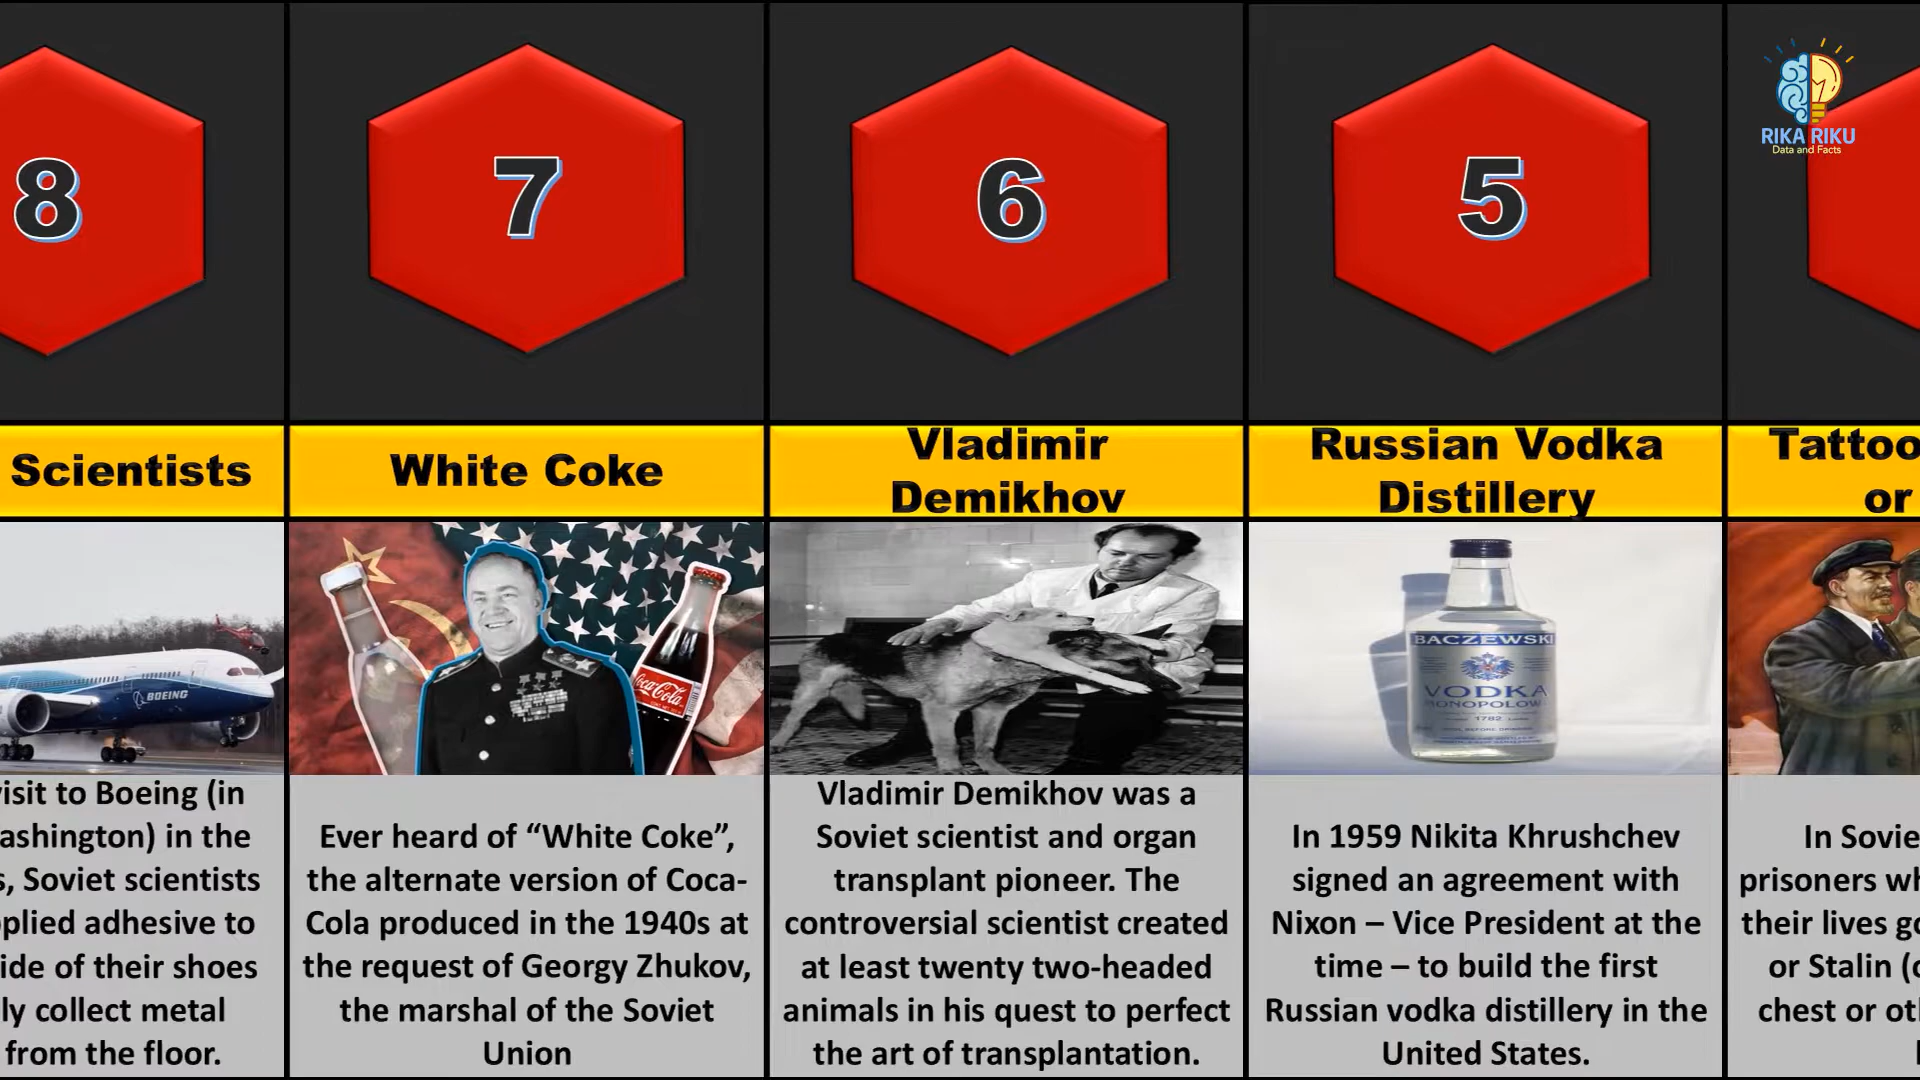 8
Scientists
visit to Boeing (in
ashington) in the
s, Soviet scientists
pplied adhesive to
ide of their shoes
ly collect metal
from the floor.
BOEING
7
White Coke
Coca-Cola
Ever heard of “White Coke”,
the alternate version of Coca-
Cola produced in the 1940s at
the request of Georgy Zhukov,
the marshal of the Soviet
Union
6
Vladimir
Demikhov
Vladimir Demikhov was a
Soviet scientist and organ
transplant pioneer. The
controversial scientist created
at least twenty two-headed
animals in his quest to perfect
the art of transplantation.
5
Russian Vodka
Distillery
BACZEWSKI
VODKA
MONOPOLOWA
1782
In 1959 Nikita Khrushchev
signed an agreement with
Nixon – Vice President at the
time – to build the first
Russian vodka distillery in the
United States.
RIKA RIKU
Data and Facts
Tattoo
or
In Sovie
prisoners wh
their lives go
or Stalin (o
chest or ot